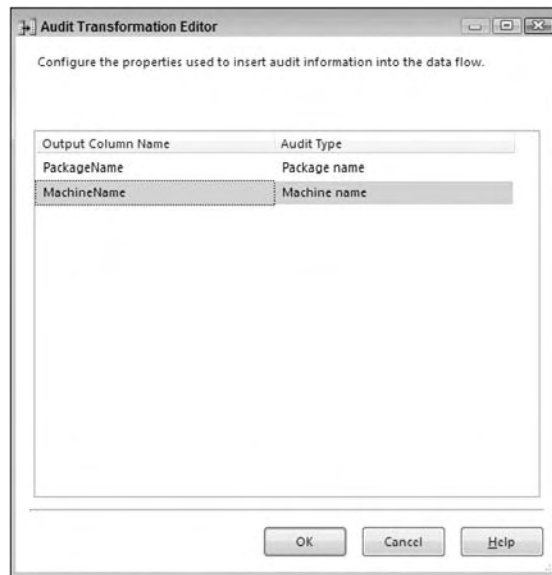 Audit Transformation Editor
Configure the properties used to insert audit information into the data flow.
Output Column Name Audit Type
PackageName Package name
MachineName Machine name
OK Cancel Help